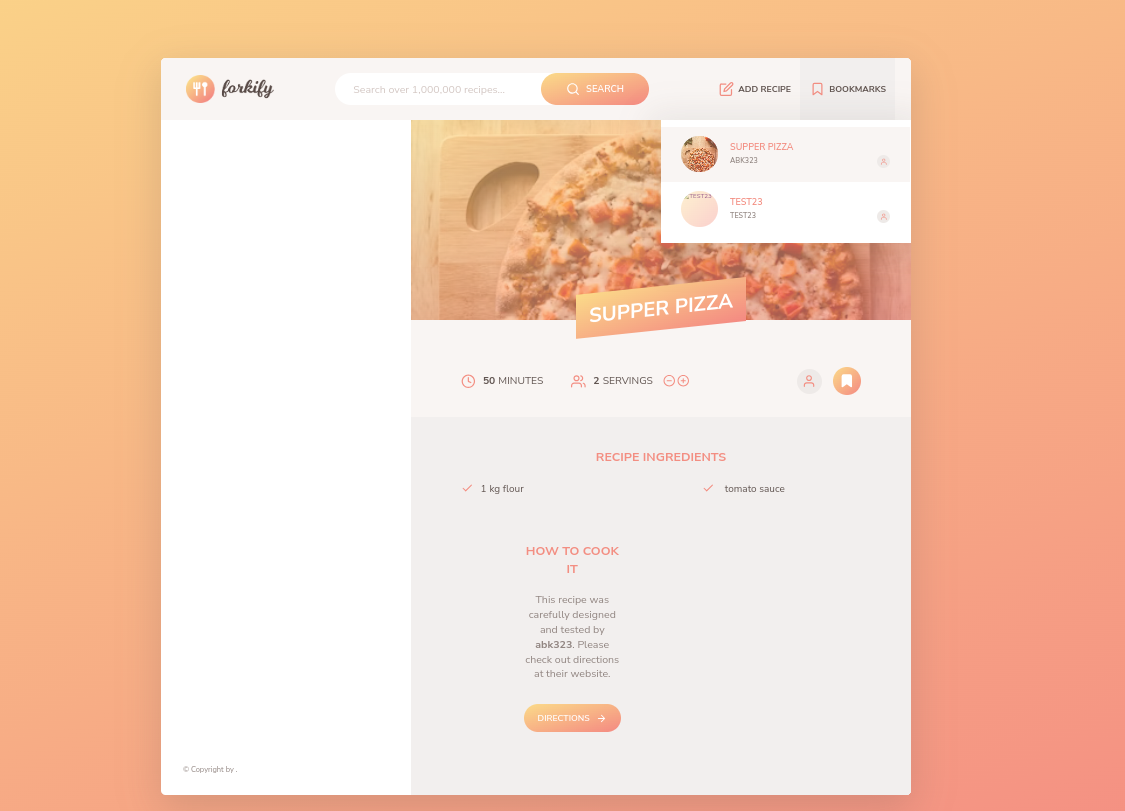 forkify
Search over 1,000,000 recipes...
SEARCH
ADD RECIPE
BOOKMARKS
SUPPER PIZZA
ABK323
TEST23
TEST23
TEST23
SUPPER PIZZA
50 MINUTES
2 SERVINGS
RECIPE INGREDIENTS
1 kg flour
tomato sauce
HOW TO COOK
IT
This recipe was
carefully designed
and tested by
abk323. Please
check out directions
at their website.
DIRECTIONS
© Copyright by .